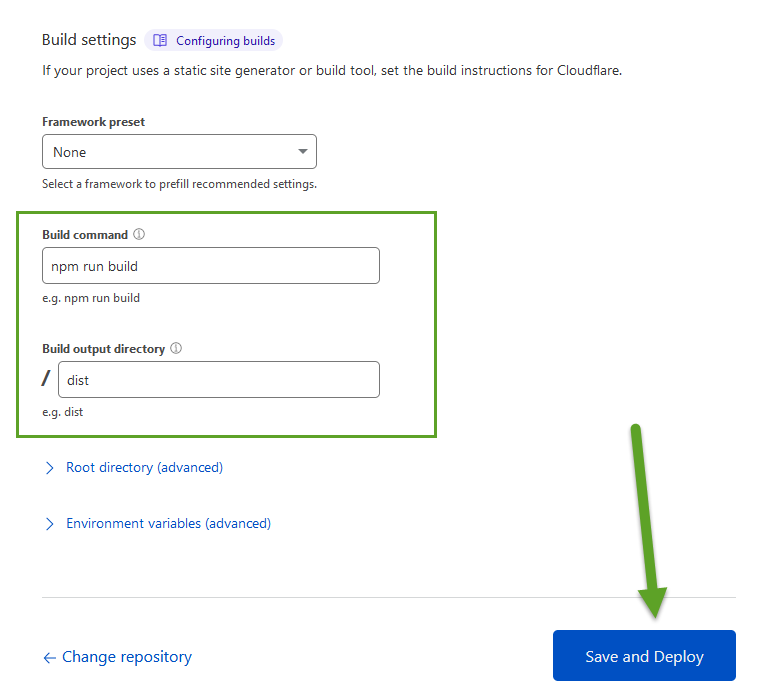 Build settings Configuring builds
If your project uses a static site generator or build tool, set the build instructions for Cloudflare.
Framework preset
None
Select a framework to prefill recommended settings.
Build command
npm run build
e.g. npm run build
Build output directory
/ dist
e.g. dist
Root directory (advanced)
Environment variables (advanced)
Change repository
Save and Deploy